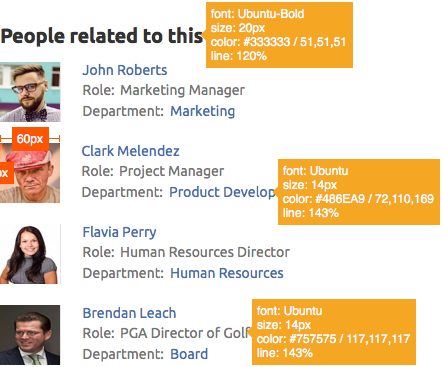 People related to this
font: Ubuntu-Bold
size: 20px
color: #333333 / 51,51,51
line: 120%
John Roberts
Role: Marketing Manager
Department: Marketing
60px
px
Clark Melendez
Role: Project Manager
Department: Product Develop
font: Ubuntu
size: 14px
color: #486EA9 / 72,110,169
line: 143%
Flavia Perry
Role: Human Resources Director
Department: Human Resources
Brendan Leach
Role: PGA Director of Golf
Department: Board
font: Ubuntu
size: 14px
color: #757575 / 117,117,117
line: 143%